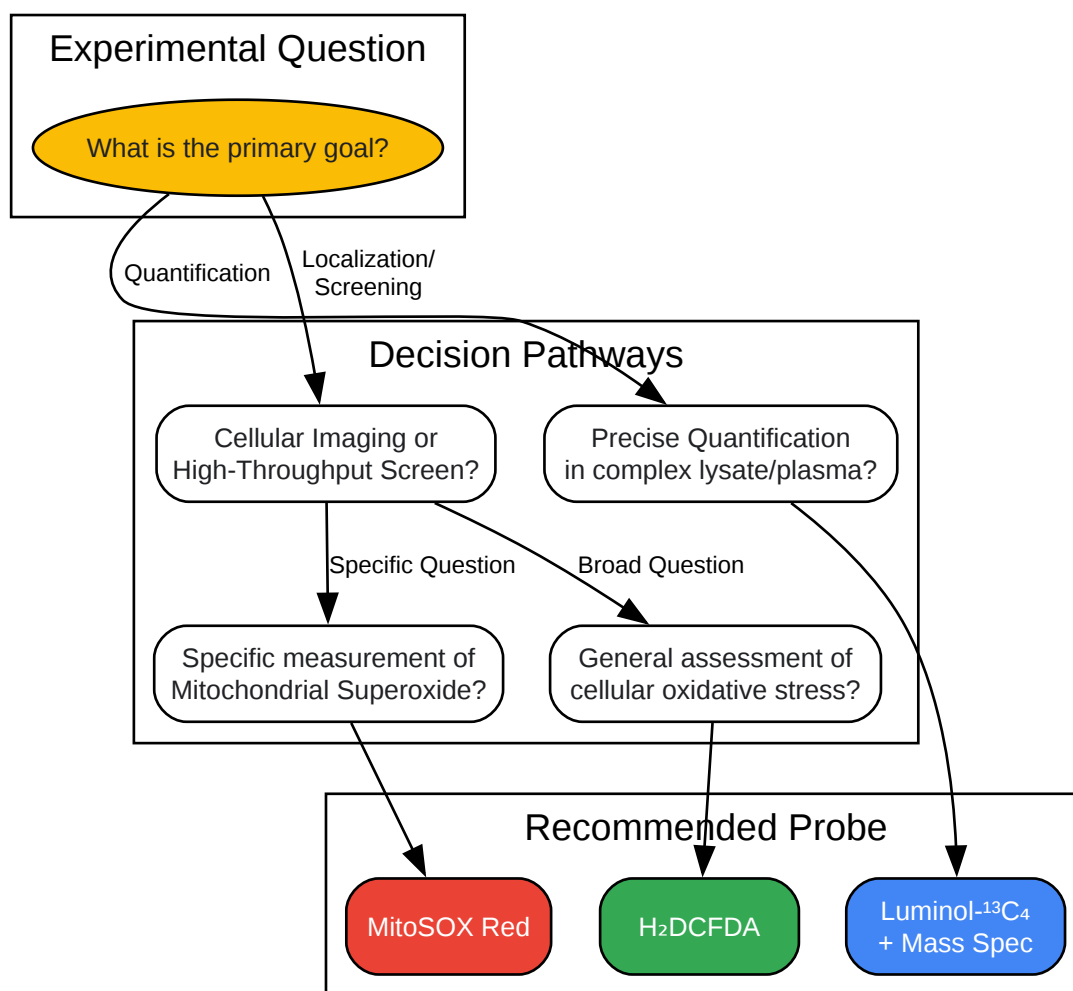 Experimental Question
What is the primary goal?
Quantification
Localization/
Screening
Decision Pathways
Cellular Imaging or
High-Throughput Screen?
Precise Quantification
in complex lysate/plasma?
Specific Question
Broad Question
Specific measurement of
Mitochondrial Superoxide?
General assessment of
cellular oxidative stress?
Recommended Probe
MitoSOX Red
H₂DCFDA
Luminol-¹³C₄
+ Mass Spec